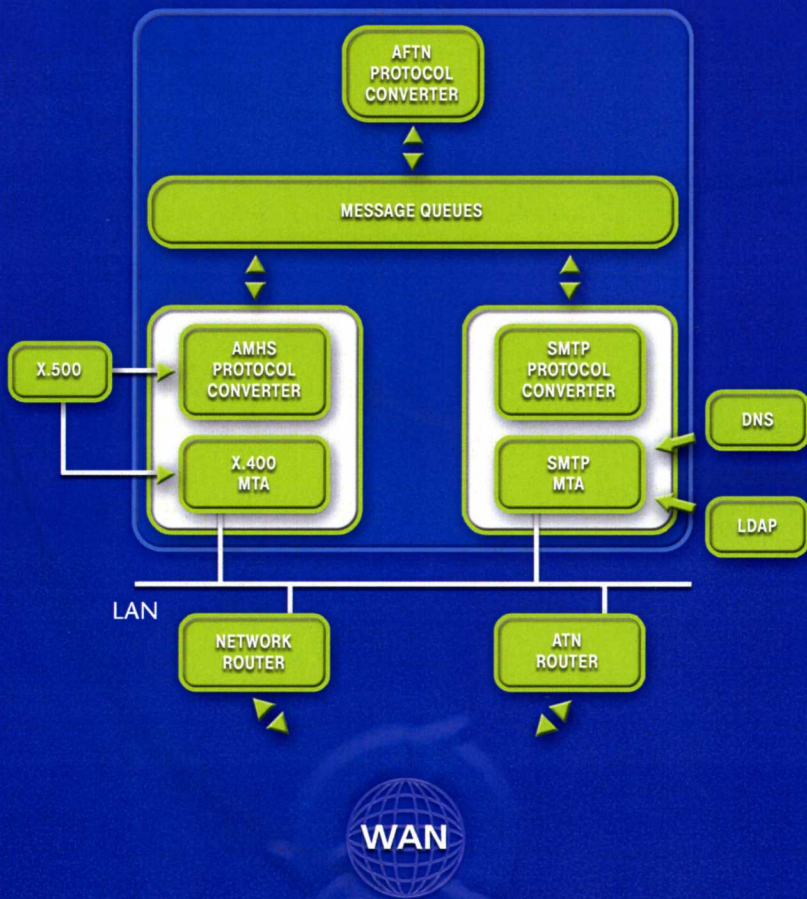 AFTN
PROTOCOL
CONVERTER
MESSAGE QUEUES
X.500
AMHS
PROTOCOL
CONVERTER
X.400
MTA
SMTP
PROTOCOL
CONVERTER
SMTP
MTA
DNS
LDAP
LAN
NETWORK
ROUTER
ATN
ROUTER
WAN